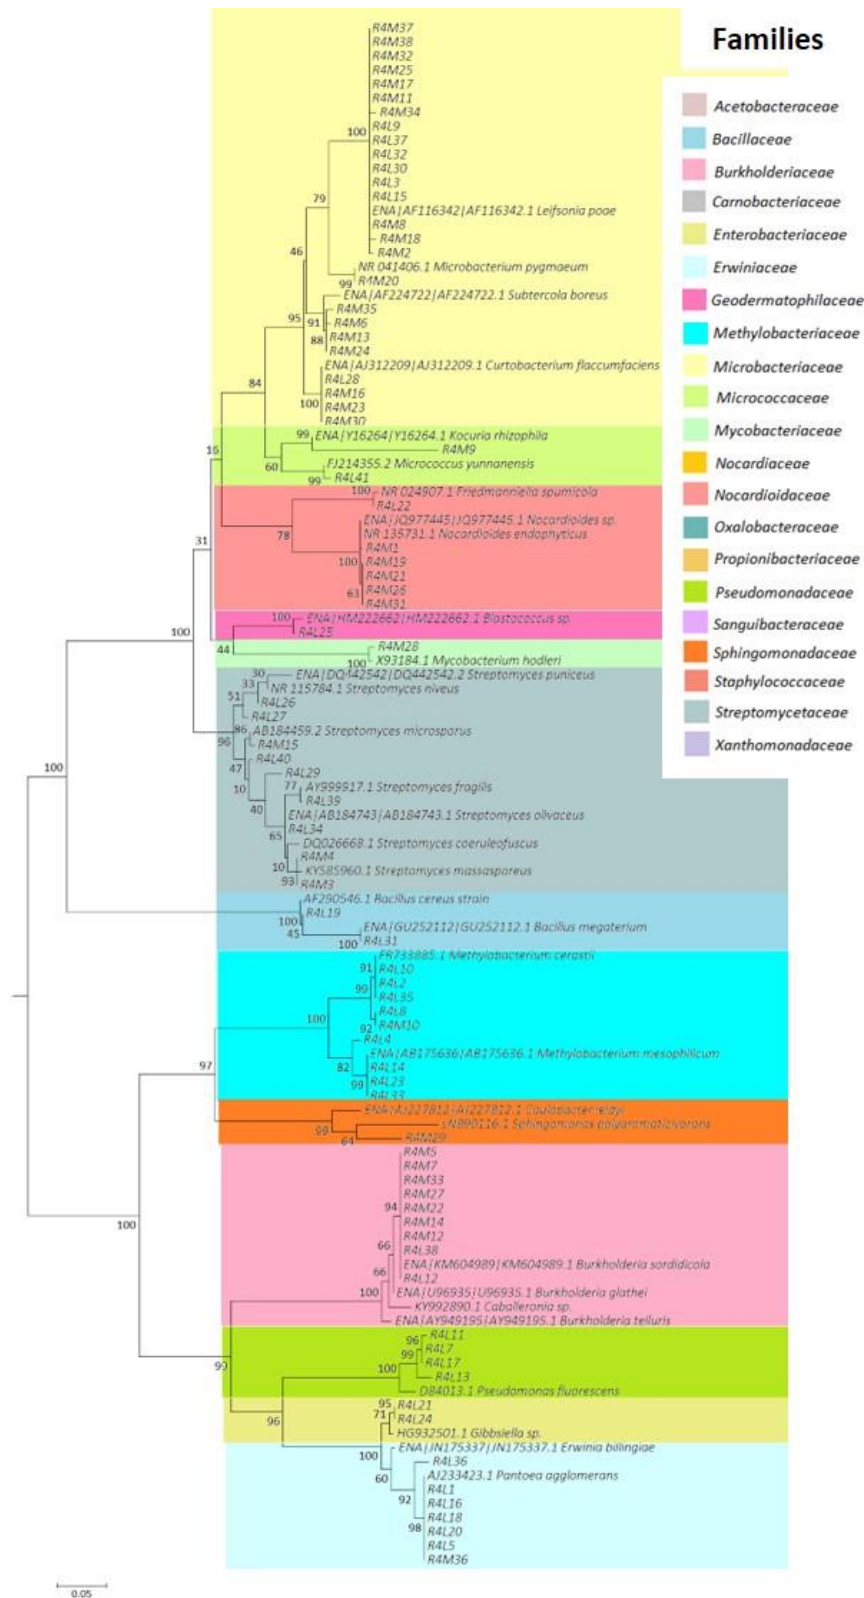 Families
Acetobacteraceae
Bacillaceae
Burkholderiaceae
Carnobacteriaceae
Enterobacteriaceae
Erwiniaceae
Geodermatophilaceae
Methylobacteriaceae
Microbacteriaceae
Micrococcaceae
Mycobacteriaceae
Nocardiaceae
Nocardioidaceae
Oxalobacteraceae
Propionibacteriaceae
Pseudomonadaceae
Sanguibacteraceae
Sphingomonadaceae
Staphylococcaceae
Streptomycetaceae
Xanthomonadaceae
R4M37
R4M38
R4M32
R4M25
R4M17
R4M11
R4M34
R4L9
100
R4L37
R4L32
R4L30
R4L3
R4L15
79
ENA|AF116342|AF116342.1 Leifsonia poae
R4M8
R4M18
46
R4M2
NR 041406.1 Microbacterium pygmaeum
99 R4M20
ENA|AF224722|AF224722.1 Subtercola boreus
R4M35
95
91 R4M6
88 R4M13
R4M24
ENA|AJ312209|AJ312209.1 Curtobacterium flaccumfaciens
R4L28
84
100 R4M16
R4M23
R4M30
99 ENA|Y16264|Y16264.1 Kocuria rhizophila
16
R4M9
60
FJ214355.2 Micrococcus yunnanensis
99 R4L41
100 NR 024907.1 Friedmanniella spumicola
R4L22
ENA|JQ977445|JQ977445.1 Nocardioides sp.
78
NR 135731.1 Nocardioides endophyticus
31
R4M1
100 R4M19
R4M21
63 R4M26
R4M31
100 ENA|HM222662|HM222662.1 Blastococcus sp.
R4L25
100
44
R4M28
100 X93184.1 Mycobacterium hodleri
30 ENA|DQ442542|DQ442542.2 Streptomyces puniceus
33
NR 115784.1 Streptomyces niveus
51
R4L26
R4L27
86 AB184459.2 Streptomyces microsporus
96
R4M15
R4L40
47
R4L29
100
10
77 AY999917.1 Streptomyces fragilis
R4L39
40
ENA|AB184743|AB184743.1 Streptomyces olivaceus
R4L34
65
DQ026668.1 Streptomyces coeruleofuscus
R4M4
10
KY585960.1 Streptomyces massasporeus
93 R4M3
AF290546.1 Bacillus cereus strain
R4L19
100
45
ENA|GU252112|GU252112.1 Bacillus megaterium
100 R4L31
FR733885.1 Methylobacterium cerastii
91 R4L10
R4L2
99
R4L35
R4L8
100
92 R4M10
R4L4
ENA|AB175636|AB175636.1 Methylobacterium mesophilicum
82
R4L14
97
99 R4L23
R4L33
ENA|AJ227812|AJ227812.1
99
LN890116.1 Sphingomonas polyaromaticivorans
64 R4M29
R4M5
R4M7
R4M33
R4M27
94 R4M22
R4M14
R4M12
100
66
R4L38
ENA|KM604989|KM604989.1 Burkholderia sordidicola
66
R4L12
100
ENA|U96935|U96935.1 Burkholderia glathei
KY992890.1 Caballeronia sp.
ENA|AY949195|AY949195.1 Burkholderia telluris
R4L11
96
R4L7
99
R4L17
99
100
R4L13
D84013.1 Pseudomonas fluorescens
95 R4L21
71
R4L24
96
HG932501.1 Gibbsiella sp.
100
ENA|JN175337|JN175337.1 Erwinia billingiae
R4L36
60
AJ233423.1 Pantoea agglomerans
R4L1
92
R4L16
R4L18
98
R4L20
R4L5
R4M36
0.05